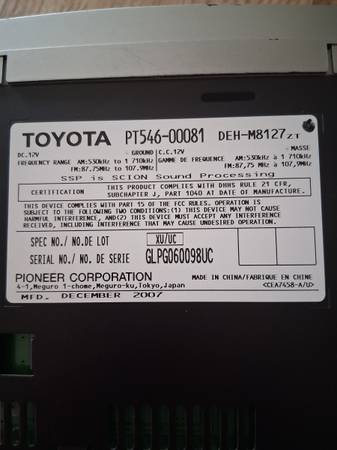 TOYOTA PT546-00081 DEH-M8127ZT
DC.12V - GROUND C.C.12V - MASSE
FREQUENCY RANGE AM:530kHz to 1 710kHz GAMME DE FREQUENCE AM:530kHz à 1 710kHz
FM:87.75MHz to 107.9MHz FM:87,75 MHz à 107,9MHz
SSP is SCION Sound Processing
CERTIFICATION THIS PRODUCT COMPLIES WITH DHHS RULE 21 CFR,
SUBCHAPTER J, PART 1040 AT DATE OF MANUFACTURE.
THIS DEVICE COMPLIES WITH PART 15 OF THE FCC RULES. OPERATION IS
SUBJECT TO THE FOLLOWING TWO CONDITIONS: (1) THIS DEVICE MAY NOT CAUSE HARMFUL
INTERFERENCE, AND(2) THIS DEVICE MUST ACCEPT ANY INTERFERENCE
RECEIVED, INCLUDING INTERFERENCE THAT MAY CAUSE UNDESIRED OPERATION.
SPEC NO./ NO.DE LOT XU/UC
SERIAL NO./NO. DE SERIE GLPG060098UC
PIONEER CORPORATION MADE IN CHINA/FABRIQUE EN CHINE
4-1,Meguro 1-chome,Meguro-ku,Tokyo,Japan <CEA7458-A/U>
MFD. DECEMBER 2007